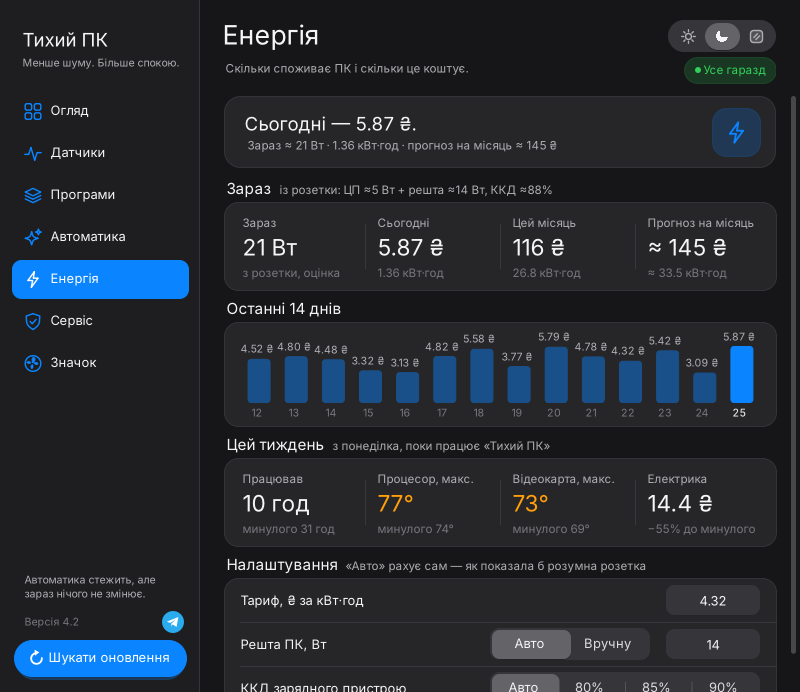 Тихий ПК
Менше шуму. Більше спокою.
Огляд
Датчики
Програми
Автоматика
Енергія
Сервіс
Значок
Автоматика стежить, але
зараз нічого не змінює.
Версія 4.2
Шукати оновлення
Енергія
Скільки споживає ПК і скільки це коштує.
Усе гаразд
Сьогодні — 5.87 ₴.
Зараз ≈ 21 Вт · 1.36 кВт·год · прогноз на місяць ≈ 145 ₴
Зараз із розетки: ЦП ≈5 Вт + решта ≈14 Вт, ККД ≈88%
Зараз Сьогодні Цей місяць Прогноз на місяць
21 Вт 5.87 ₴ 116 ₴ ≈ 145 ₴
з розетки, оцінка 1.36 кВт·год 26.8 кВт·год ≈ 33.5 кВт·год
Останні 14 днів
4.52 ₴ 4.80 ₴ 4.48 ₴ 3.32 ₴ 3.13 ₴ 4.82 ₴ 5.58 ₴ 3.77 ₴ 5.79 ₴ 4.78 ₴ 4.32 ₴ 5.42 ₴ 3.09 ₴ 5.87 ₴
12 13 14 15 16 17 18 19 20 21 22 23 24 25
Цей тиждень з понеділка, поки працює «Тихий ПК»
Працював Процесор, макс. Відеокарта, макс. Електрика
10 год 77° 73° 14.4 ₴
минулого 31 год минулого 74° минулого 69° −55% до минулого
Налаштування «Авто» рахує сам — як показала б розумна розетка
Тариф, ₴ за кВт·год 4.32
Решта ПК, Вт Авто Вручну 14
ККД зарядного пристрою Авто 80% 85% 90%